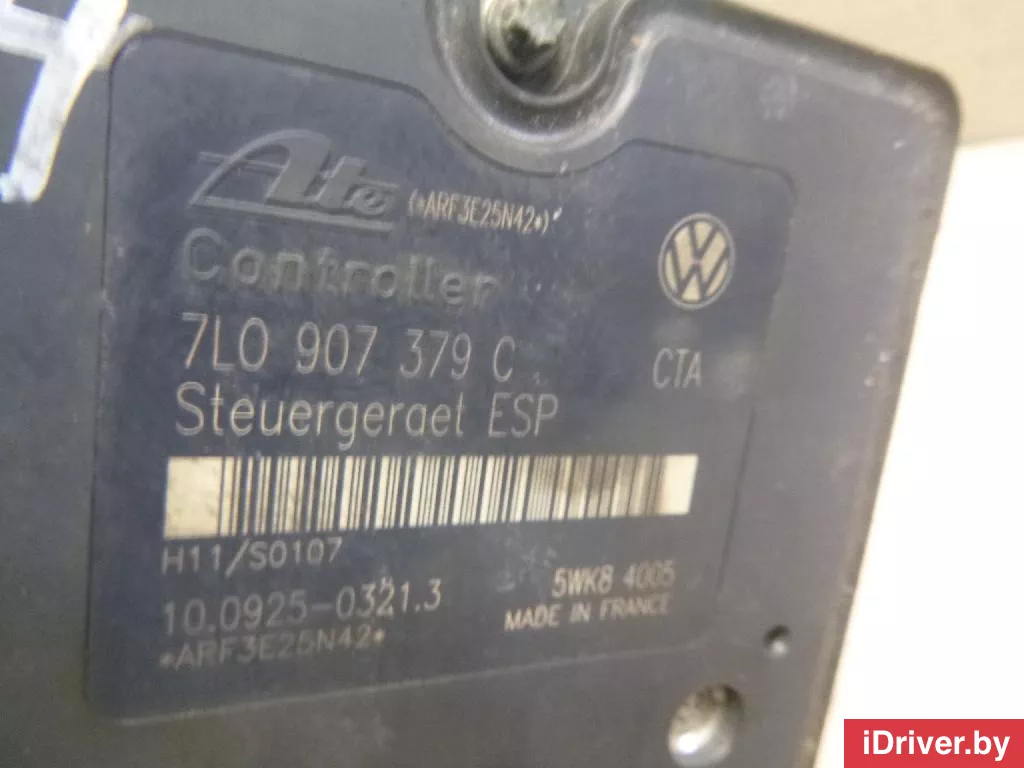 4
Ate (*ARF3E25N42*)
Controller
7L0 907 379 C
CTA
Steuergeraet ESP
H11/S0107
10.0925-0321.3
5WK8 4005
*ARF3E25N42*
MADE IN FRANCE
iDriver.by